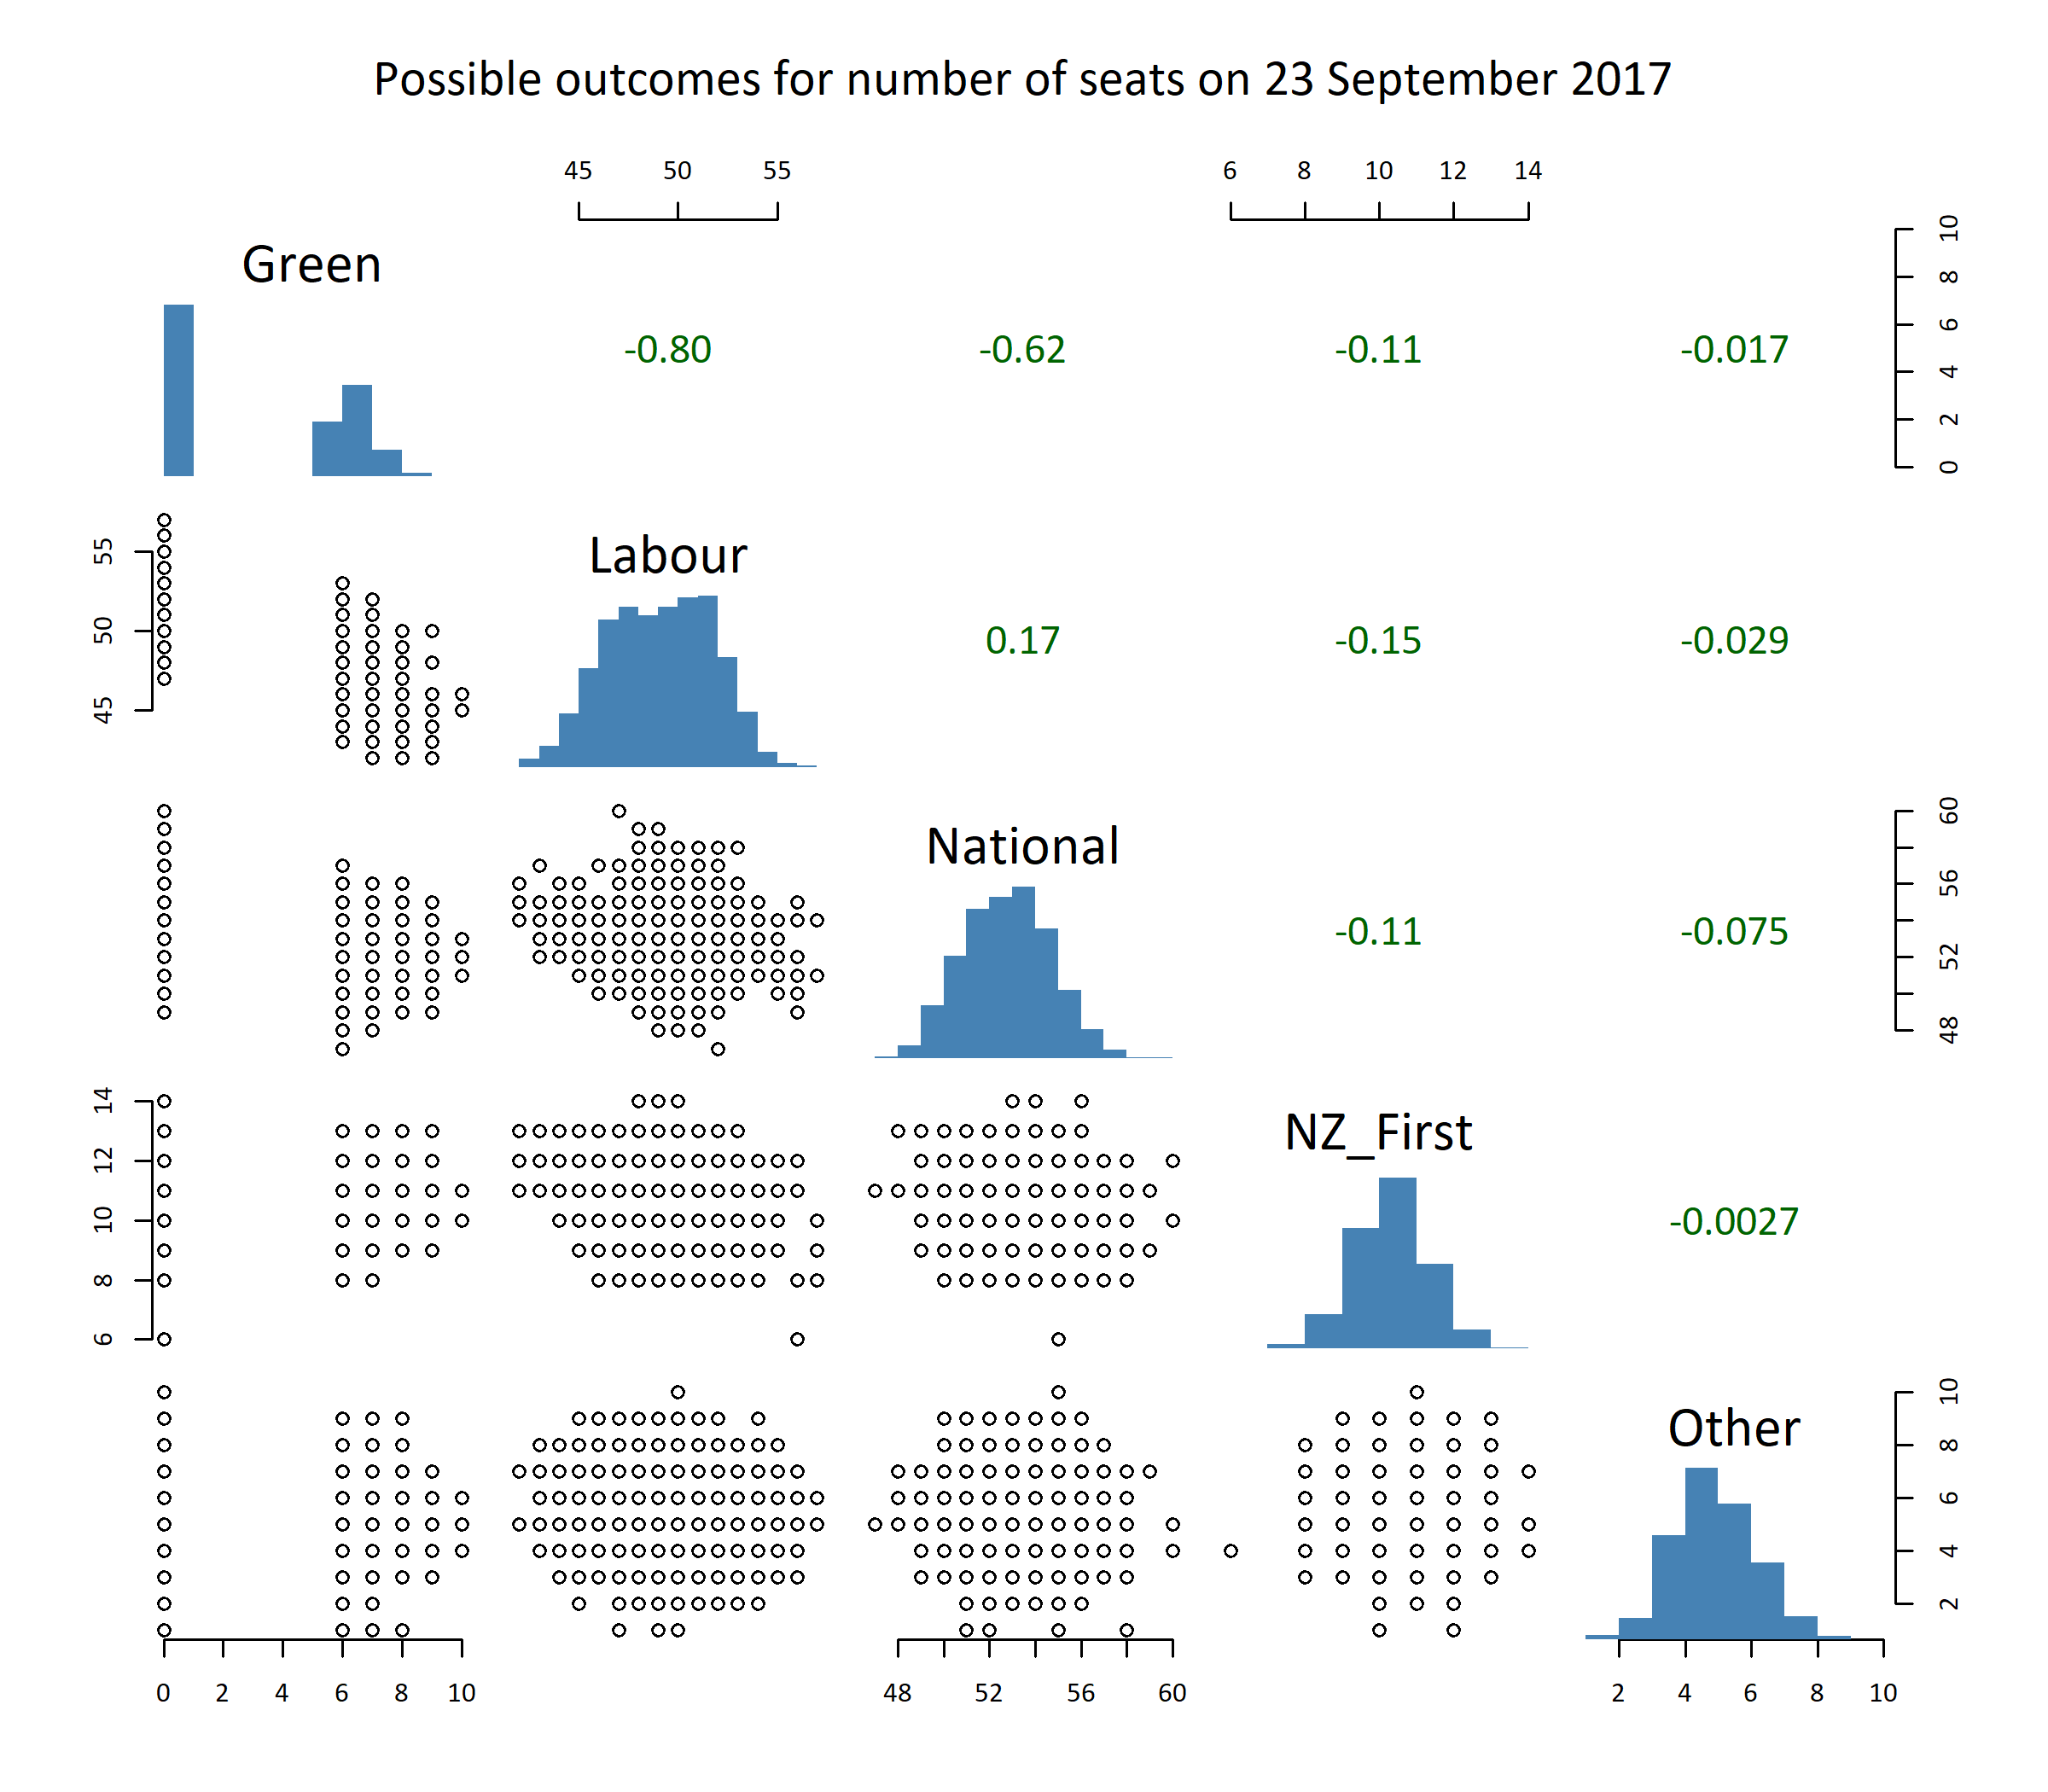 Possible outcomes for number of seats on 23 September 2017
45 50 55 6 8 10 12 14
Green
-0.80 -0.62 -0.11 -0.017
0 2 4 6 8 10
45 50 55
Labour
0.17 -0.15 -0.029
National
-0.11 -0.075
48 52 56 60
6 8 10 12 14
NZ_First
-0.0027
Other
2 4 6 8 10
0 2 4 6 8 10 48 52 56 60 2 4 6 8 10